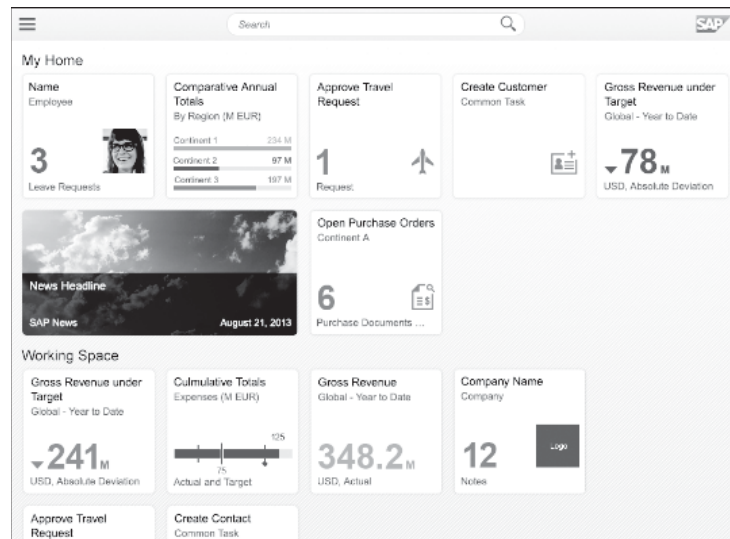 Search
SAP
My Home
Name
Employee
3
Leave Requests
Comparative Annual
Totals
By Region (M EUR)
Continent 1 234 M
Continent 2 97 M
Continent 3 197 M
Approve Travel
Request
1
Request
Create Customer
Common Task
Gross Revenue under
Target
Global - Year to Date
78 M
USD, Absolute Deviation
News Headline
SAP News August 21, 2013
Open Purchase Orders
Continent A
6
Purchase Documents ...
Working Space
Gross Revenue under
Target
Global - Year to Date
241 M
USD, Absolute Deviation
Culmulative Totals
Expenses (M EUR)
125
75
Actual and Target
Gross Revenue
Global - Year to Date
348.2 M
USD, Actual
Company Name
Company
12
Logo
Notes
Approve Travel
Request
Create Contact
Common Task